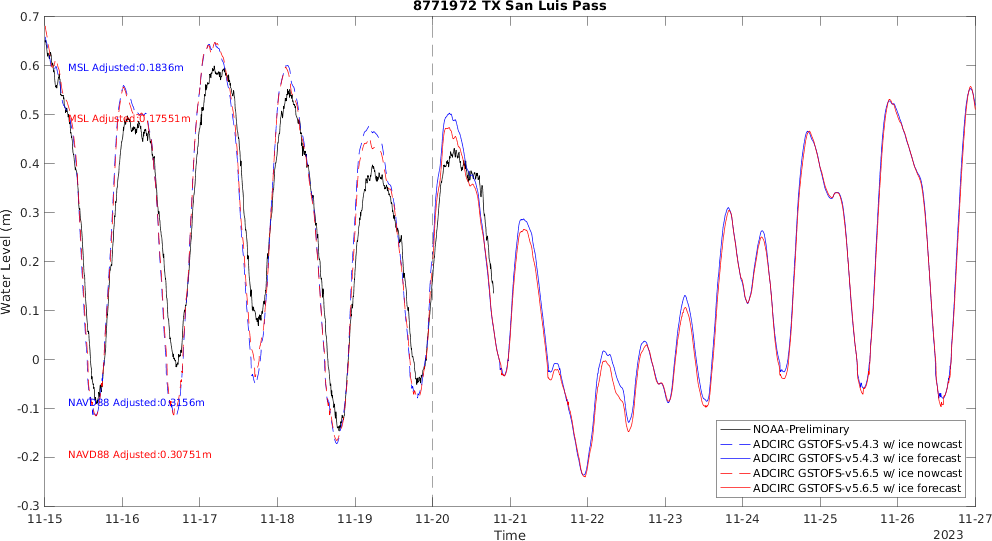 8771972 TX San Luis Pass
0.7
0.6
0.5
0.4
0.3
0.2
0.1
0
-0.1
-0.2
-0.3
Water Level (m)
MSL Adjusted:0.1836m
MSL Adjusted:0.17551m
NAVD88 Adjusted:0.3156m
NAVD88 Adjusted:0.30751m
NOAA-Preliminary
ADCIRC GSTOFS-v5.4.3 w/ ice nowcast
ADCIRC GSTOFS-v5.4.3 w/ ice forecast
ADCIRC GSTOFS-v5.6.5 w/ ice nowcast
ADCIRC GSTOFS-v5.6.5 w/ ice forecast
11-15 11-16 11-17 11-18 11-19 11-20 11-21 11-22 11-23 11-24 11-25 11-26 11-27
Time
2023